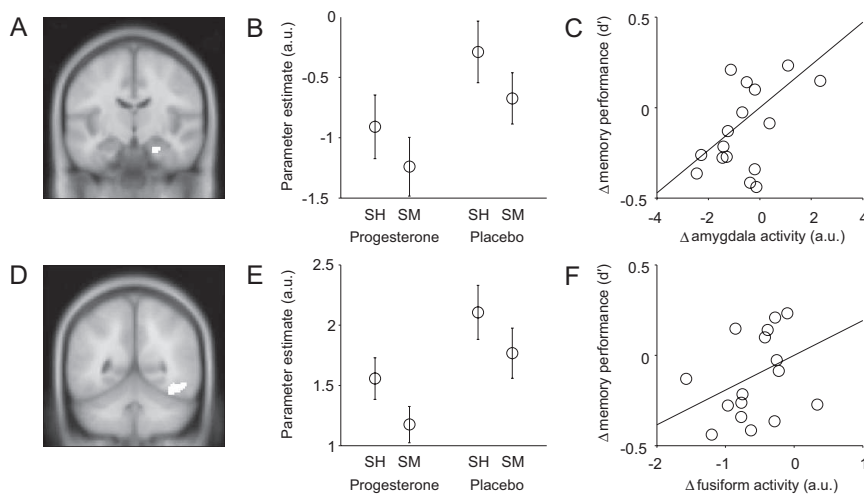 A
B
Parameter estimate (a.u.)
0
-0.5
-1
-1.5
SH SM SH SM
Progesterone Placebo
C
Δ memory performance (d')
0.5
0
-0.5
-4 -2 0 2 4
Δ amygdala activity (a.u.)
D
E
Parameter estimate (a.u.)
2.5
2
1.5
1
SH SM SH SM
Progesterone Placebo
F
Δ memory performance (d')
0.5
0
-0.5
-2 -1 0 1
Δ fusiform activity (a.u.)